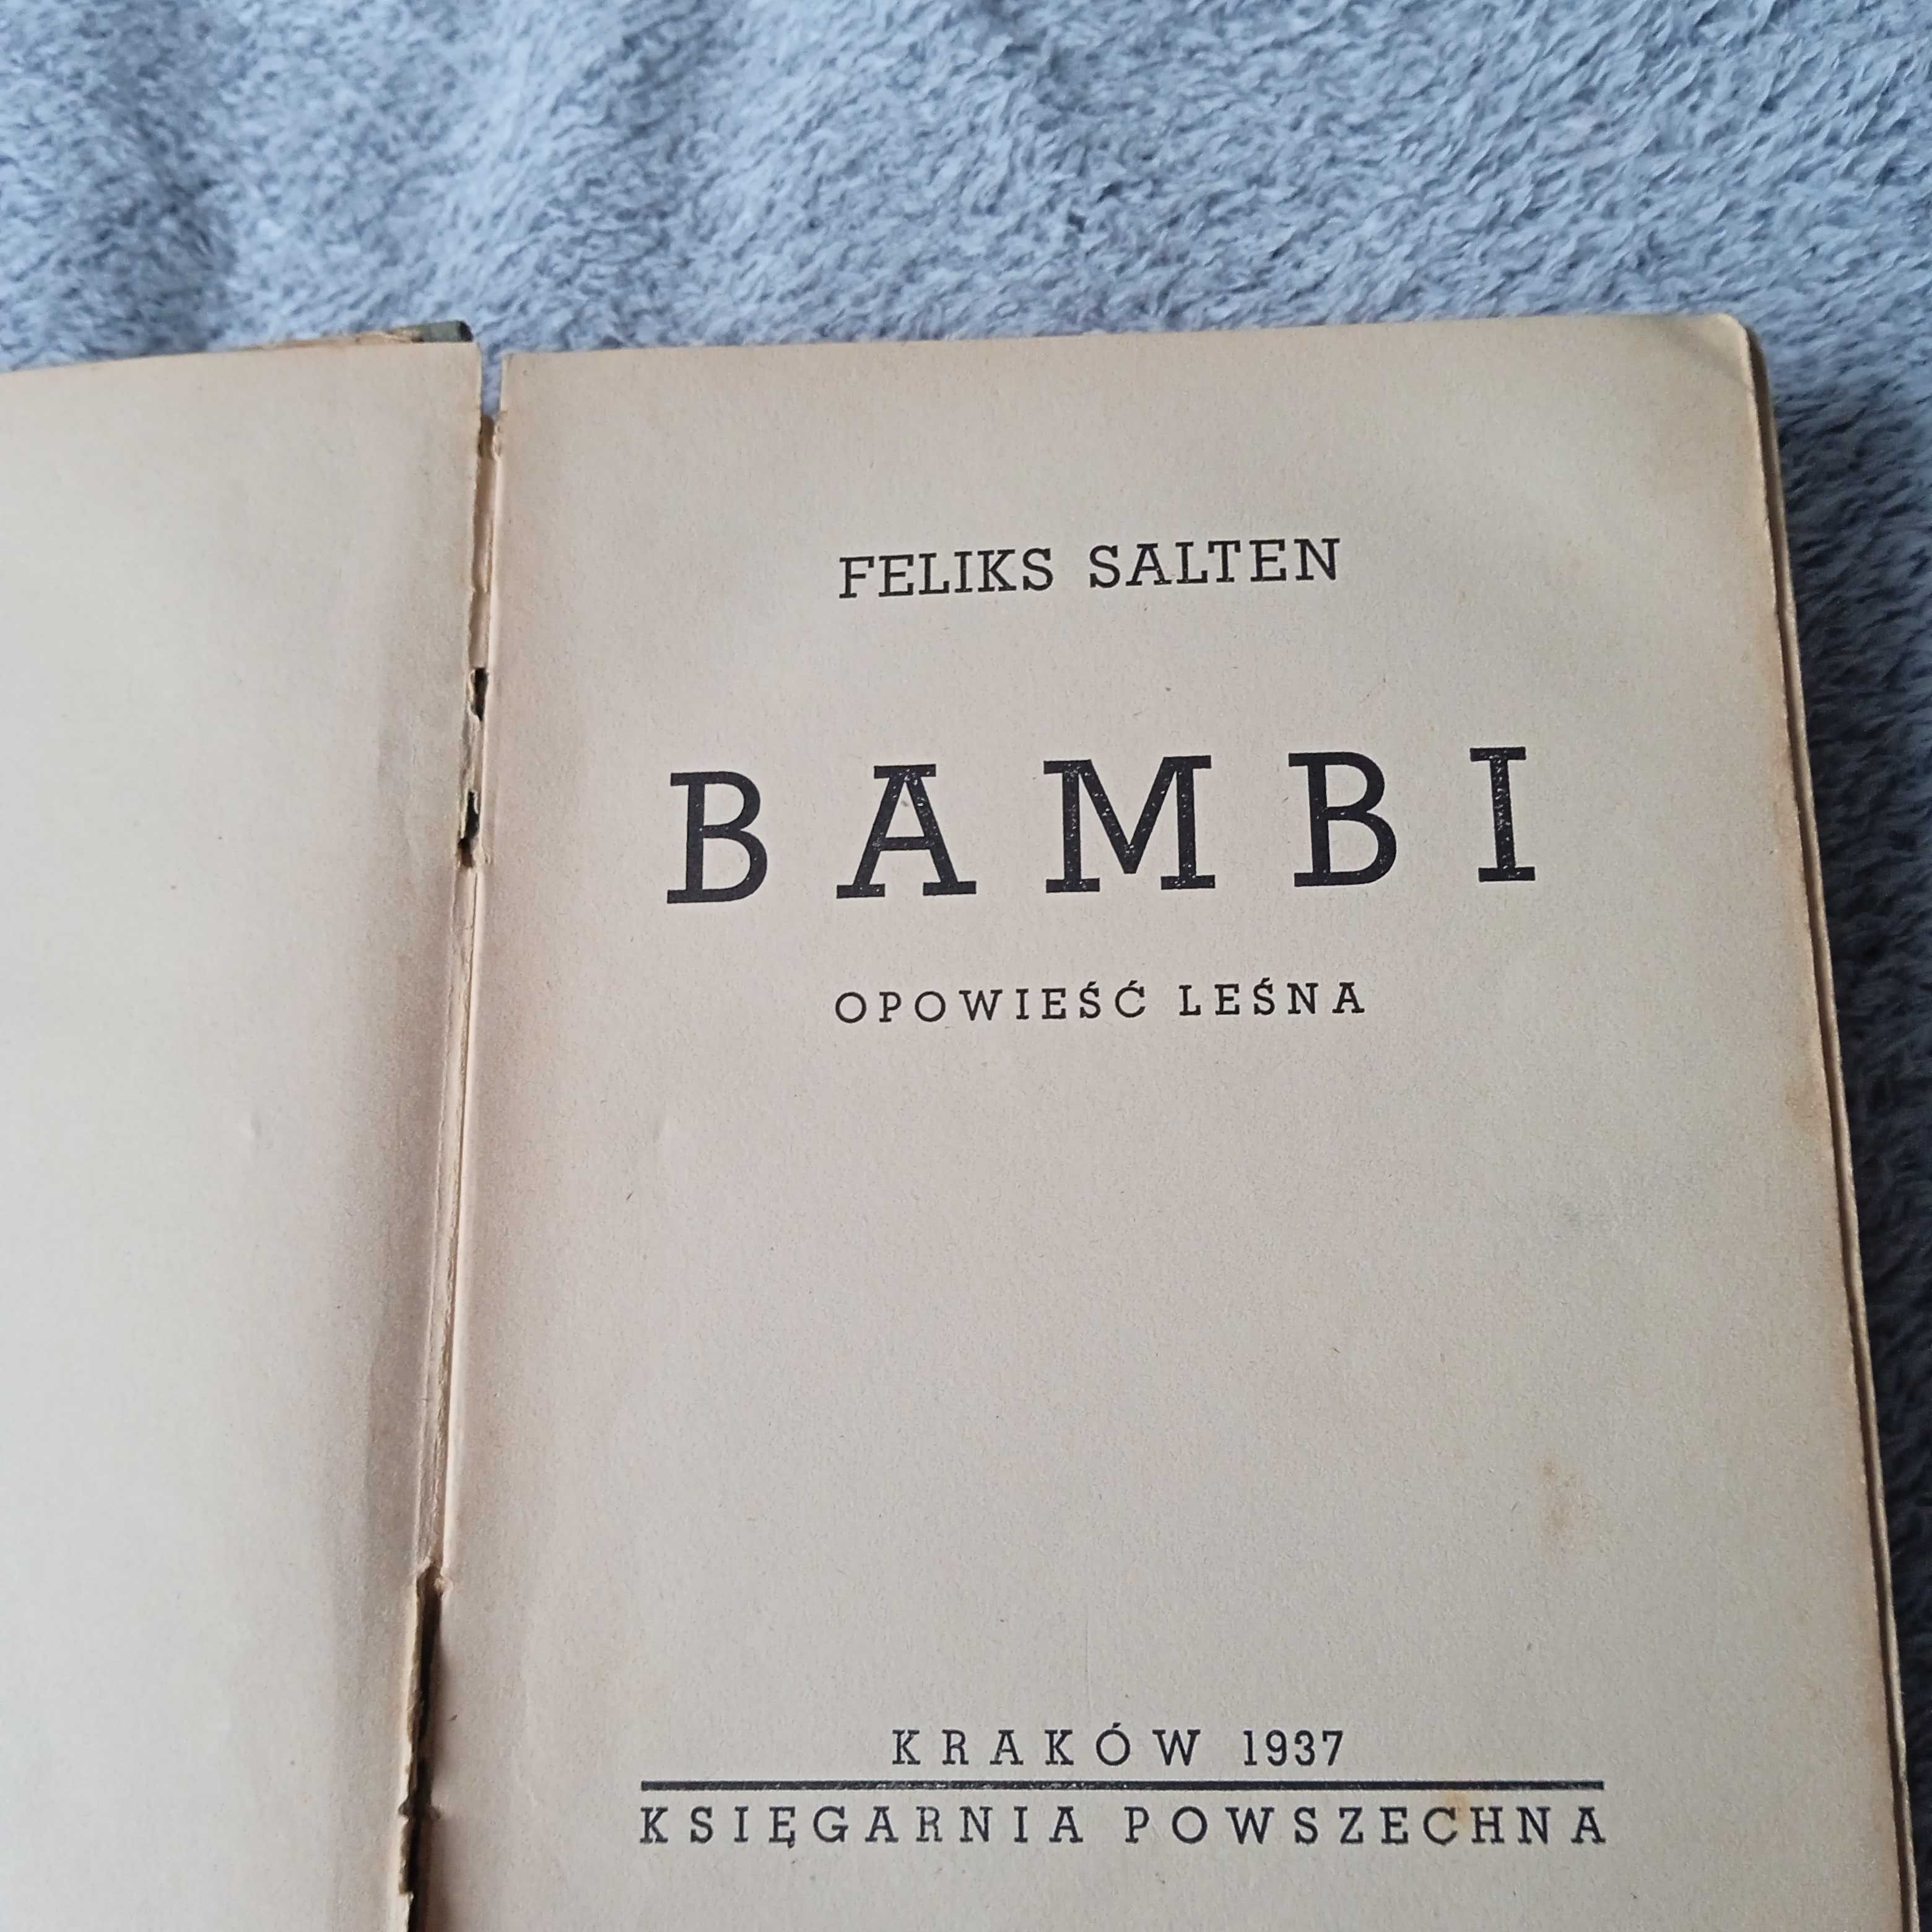 FELIKS SALTEN
BAMBI
OPOWIEŚĆ LEŚNA
KRAKÓW 1937
KSIĘGARNIA POWSZECHNA